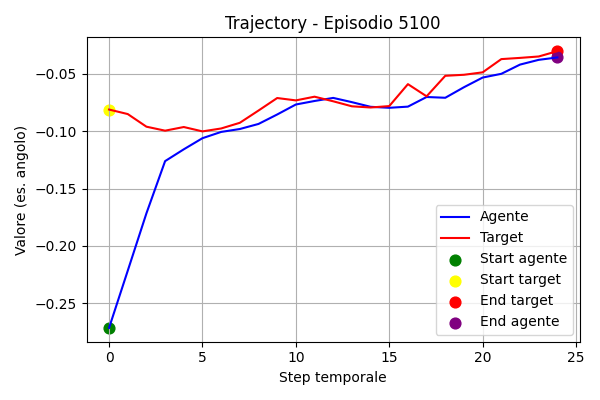 Trajectory - Episodio 5100
Valore (es. angolo)
−0.05
−0.10
−0.15
−0.20
−0.25
0
5
10
15
20
25
Step temporale
Agente
Target
Start agente
Start target
End target
End agente